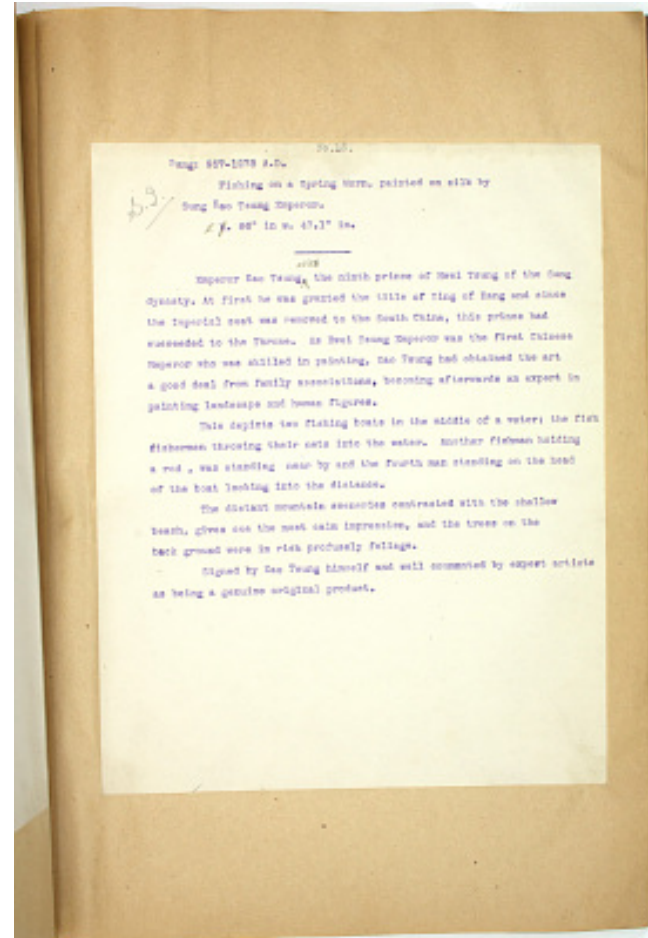 No.18.
Sung: 957-1078 A.D.
Fishing on a Spring Morn, painted on silk by
Sung Kao Tsung Emperor.
in w. 47.1" in.
Emperor Kao Tsung, the ninth prince of Hwei Tsung of the Sung
dynasty. At first he was granted the title of King of Kang and since
the Imperial seat was removed to the South China, this prince had
succeeded to the Throne. As Hwei Tsung Emperor was the first Chinese
Emperor who was skilled in painting, Kao Tsung had obtained the art
a good deal from family associations, becoming afterwards an expert in
painting landscape and human figures.
This depicts two fishing boats in the middle of a water; the fish
fishermen throwing their nets into the water. Another fishman holding
a rod , was standing near by and the fourth man standing on the head
of the boat looking into the distance.
The distant mountain sceneries contrasted with the shallow
beach, gives out the most calm impression, and the trees on the
back ground were in rich profusely foliage.
Signed by Kao Tsung himself and well commented by expert artists
as being a genuine original product.